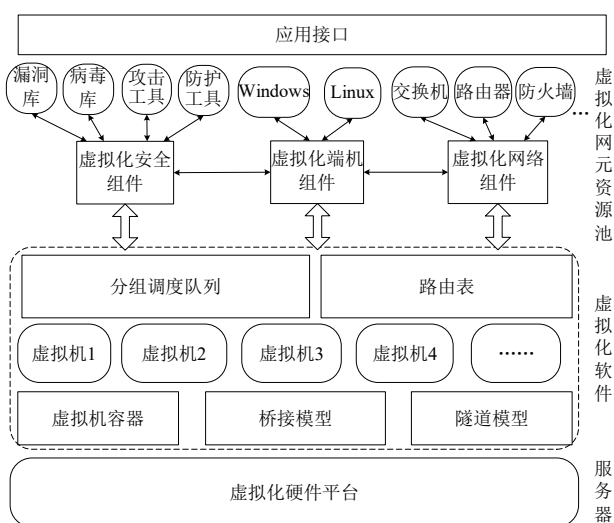 应用接口
漏洞
库
病毒
库
攻击
工具
防护
工具
Windows
Linux
交换机
路由器
防火墙
...
虚拟化网元资源池
虚拟化安全
组件
虚拟化端机
组件
虚拟化网络
组件
分组调度队列
路由表
虚拟机1
虚拟机2
虚拟机3
虚拟机4
……
虚拟化软件
虚拟机容器
桥接模型
隧道模型
虚拟化硬件平台
服务器